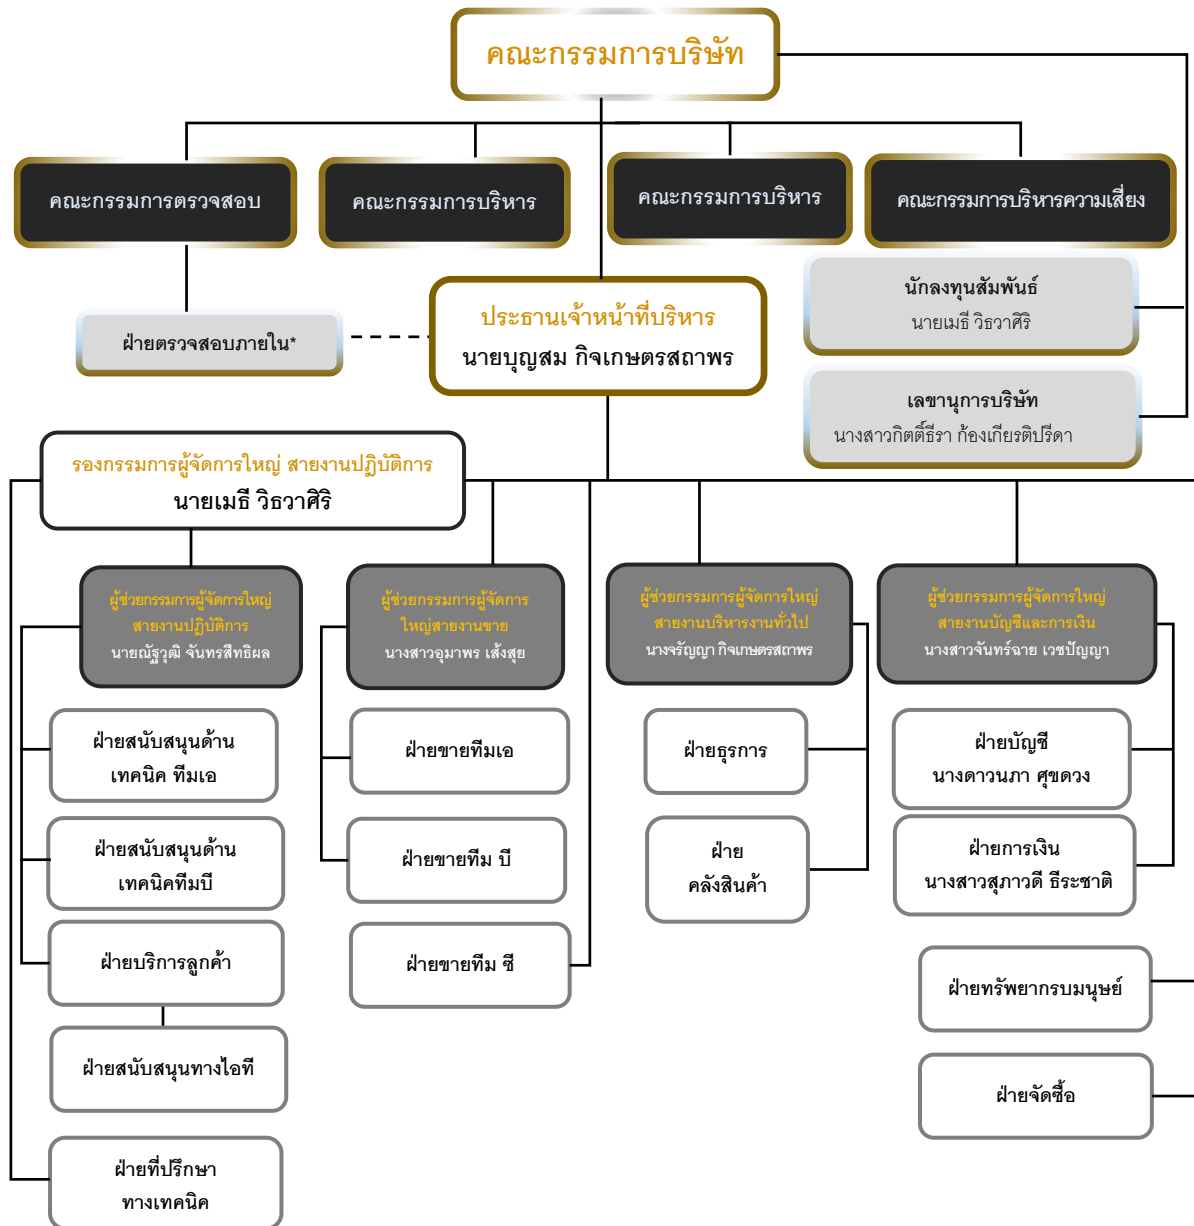 คณะกรรมการบริษัท
คณะกรรมการตรวจสอบ
คณะกรรมการบริหาร
คณะกรรมการบริหาร
คณะกรรมการบริหารความเสี่ยง
นักลงทุนสัมพันธ์
นายเมธี วิธวาศิริ
ฝ่ายตรวจสอบภายใน*
ประธานเจ้าหน้าที่บริหาร
นายบุญสม กิจเกษตรสถาพร
เลขานุการบริษัท
นางสาวกิตติ์ธีรา ก้องเกียรติปรีดา
รองกรรมการผู้จัดการใหญ่ สายงานปฎิบัติการ
นายเมธี วิธวาศิริ
ผู้ช่วยกรรมการผู้จัดการใหญ่
สายงานปฎิบัติการ
นายณัฐวุฒิ จันทรสีทธิผล
ผู้ช่วยกรรมการผู้จัดการ
ใหญ่สายงานขาย
นางสาวอุมาพร เส้งสุย
ผู้ช่วยกรรมการผู้จัดการใหญ่
สายงานบริหารงานทั่วไป
นางจรัญญา กิจเกษตรสถาพร
ผู้ช่วยกรรมการผู้จัดการใหญ่
สายงานบัญชีและการเงิน
นางสาวจันทร์ฉาย เวชปัญญา
ฝ่ายสนับสนุนด้าน
เทคนิค ทีมเอ
ฝ่ายขายทีมเอ
ฝ่ายธุรการ
ฝ่ายบัญชี
นางดาวนภา ศุขดวง
ฝ่ายสนับสนุนด้าน
เทคนิคทีมบี
ฝ่ายขายทีม บี
ฝ่าย
คลังสินค้า
ฝ่ายการเงิน
นางสาวสุภาวดี ธีระชาติ
ฝ่ายบริการลูกค้า
ฝ่ายขายทีม ซี
ฝ่ายทรัพยากรบมนุษย์
ฝ่ายสนับสนุนทางไอที
ฝ่ายจัดซื้อ
ฝ่ายที่ปรึกษา
ทางเทคนิค